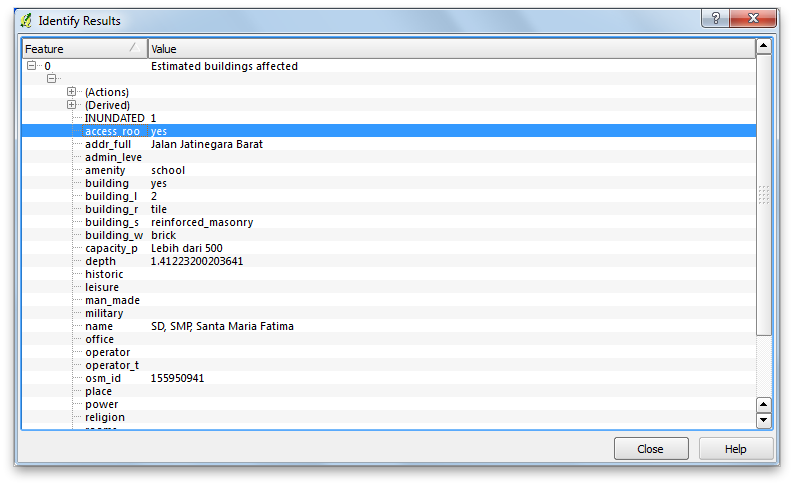 Identify Results
Feature Value
0 Estimated buildings affected
(Actions)
(Derived)
INUNDATED 1
access_roo yes
addr_full Jalan Jatinegara Barat
admin_leve
amenity school
building yes
building_l 2
building_r tile
building_s reinforced_masonry
building_w brick
capacity_p Lebih dari 500
depth 1.41223200203641
historic
leisure
man_made
military
name SD, SMP, Santa Maria Fatima
office
operator
operator_t
osm_id 155950941
place
power
religion
Close Help